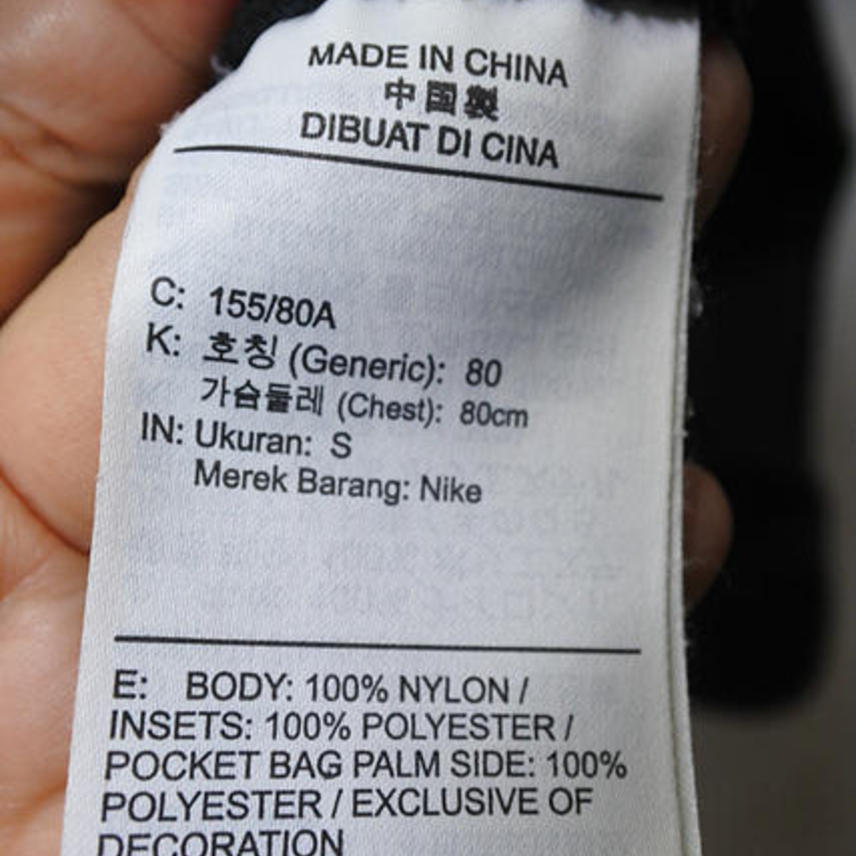 MADE IN CHINA
中国製
DIBUAT DI CINA
C: 155/80A
K: 호칭 (Generic): 80
가슴둘레 (Chest): 80cm
IN: Ukuran: S
Merek Barang: Nike
E: BODY: 100% NYLON /
INSETS: 100% POLYESTER /
POCKET BAG PALM SIDE: 100%
POLYESTER / EXCLUSIVE OF
DECORATION